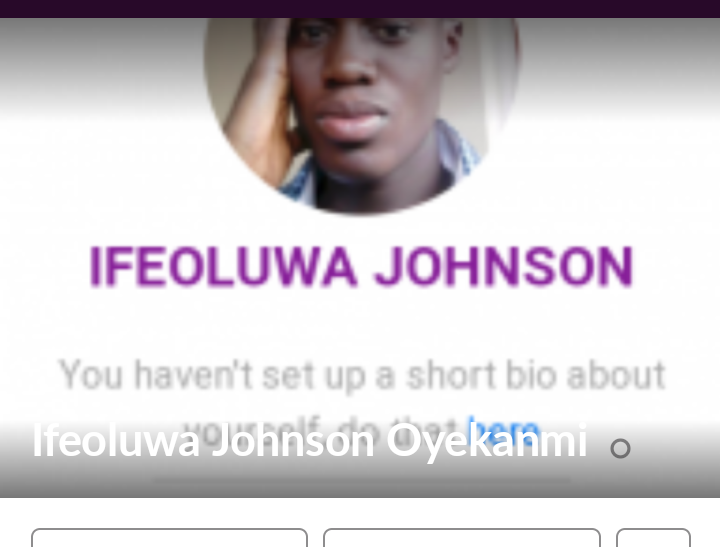 IFEOLUWA JOHNSON
You haven't set up a short bio about
yourself, do that here
Ifeoluwa Johnson Oyekanmi